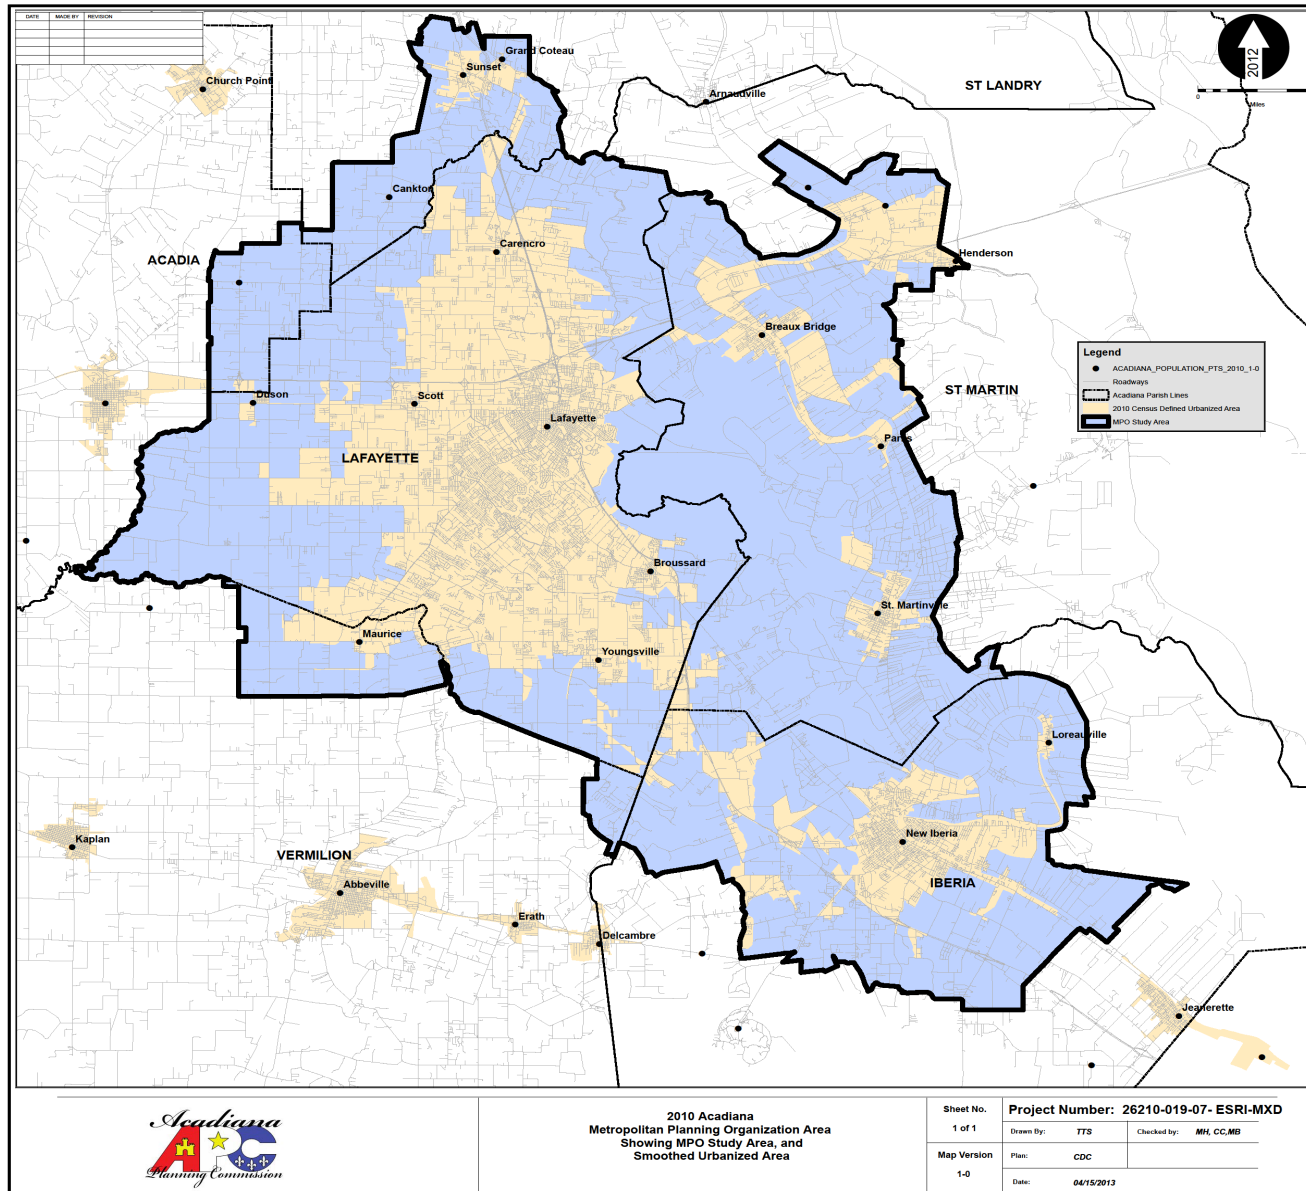 DATE MADE BY REVISION
Grand Coteau
Sunset
Church Point
Arnaudville
ST LANDRY
2012
0
Miles
Cankton
Carencro
ACADIA
Henderson
Breaux Bridge
Legend
ACADIANA_POPULATION_PTS_2010_1-0
Roadways
Acadiana Parish Lines
2010 Census Defined Urbanized Area
MPO Study Area
ST MARTIN
Duson
Scott
Lafayette
Parks
LAFAYETTE
Broussard
St. Martinville
Maurice
Youngsville
Loreauville
Kaplan
New Iberia
VERMILION
Abbeville
IBERIA
Erath
Delcambre
Jeanerette
Acadiana
APC
Planning Commission
2010 Acadiana
Metropolitan Planning Organization Area
Showing MPO Study Area, and
Smoothed Urbanized Area
Sheet No.
1 of 1
Map Version
1-0
Project Number: 26210-019-07- ESRI-MXD
Drawn By: TTS Checked by: MH, CC,MB
Plan: CDC
Date: 04/15/2013